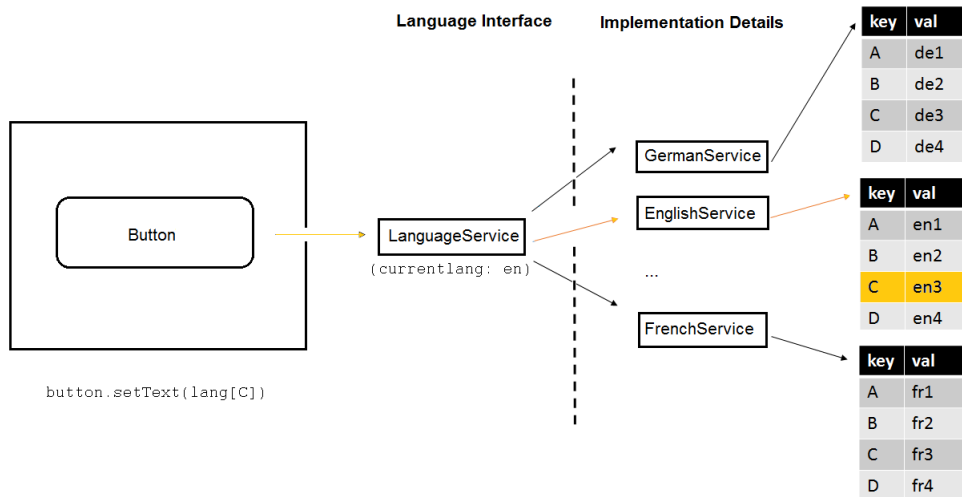 Language Interface
Implementation Details
Button
button.setText(lang[C])
LanguageService
(currentlang: en)
GermanService
EnglishService
...
FrenchService
key val
A de1
B de2
C de3
D de4
key val
A en1
B en2
C en3
D en4
key val
A fr1
B fr2
C fr3
D fr4